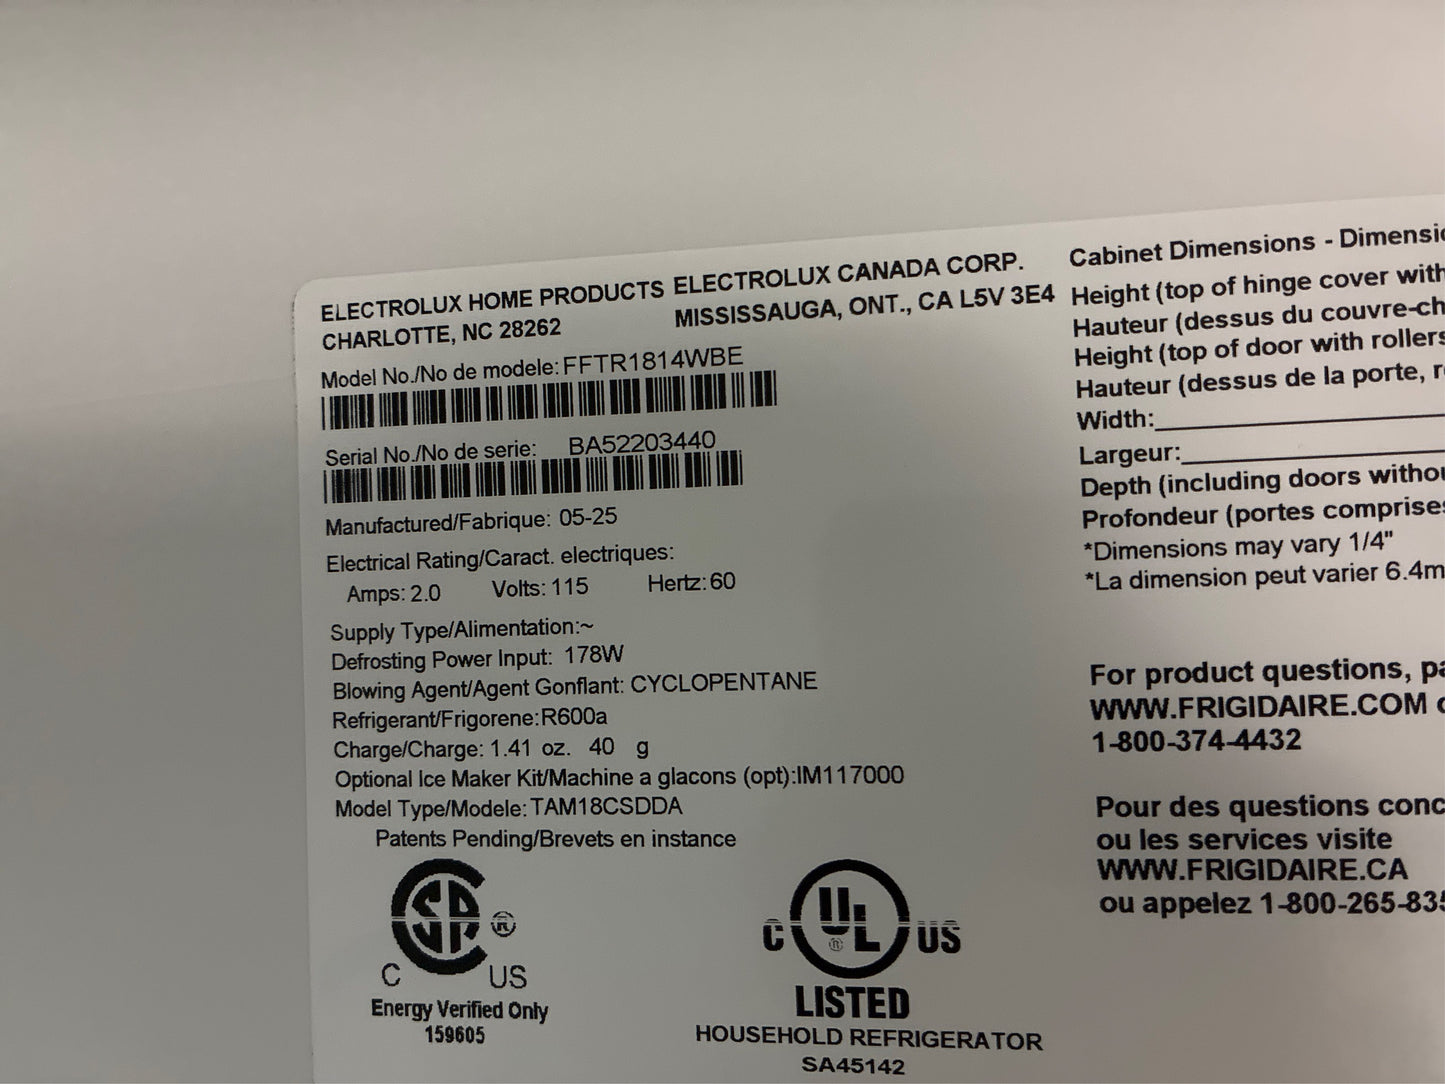 ELECTROLUX HOME PRODUCTS ELECTROLUX CANADA CORP.
CHARLOTTE, NC 28262 MISSISSAUGA, ONT., CA L5V 3E4
Model No./No de modele: FFTR1814WBE
Serial No./No de serie: BA52203440
Manufactured/Fabrique: 05-25
Electrical Rating/Caract. electriques:
Amps: 2.0 Volts: 115 Hertz: 60
Supply Type/Alimentation:~
Defrosting Power Input: 178W
Blowing Agent/Agent Gonflant: CYCLOPENTANE
Refrigerant/Frigorene:R600a
Charge/Charge: 1.41 oz. 40 g
Optional Ice Maker Kit/Machine a glacons (opt):IM117000
Model Type/Modele: TAM18CSDDA
Patents Pending/Brevets en instance
CSA ®
C US
Energy Verified Only
159605
C UL ® US
LISTED
HOUSEHOLD REFRIGERATOR
SA45142
Cabinet Dimensions - Dimensio
Height (top of hinge cover with
Hauteur (dessus du couvre-ch
Height (top of door with rollers
Hauteur (dessus de la porte, r
Width:
Largeur:
Depth (including doors withou
Profondeur (portes comprises
*Dimensions may vary 1/4"
*La dimension peut varier 6.4m
For product questions, pa
WWW.FRIGIDAIRE.COM o
1-800-374-4432
Pour des questions conc
ou les services visite
WWW.FRIGIDAIRE.CA
ou appelez 1-800-265-835